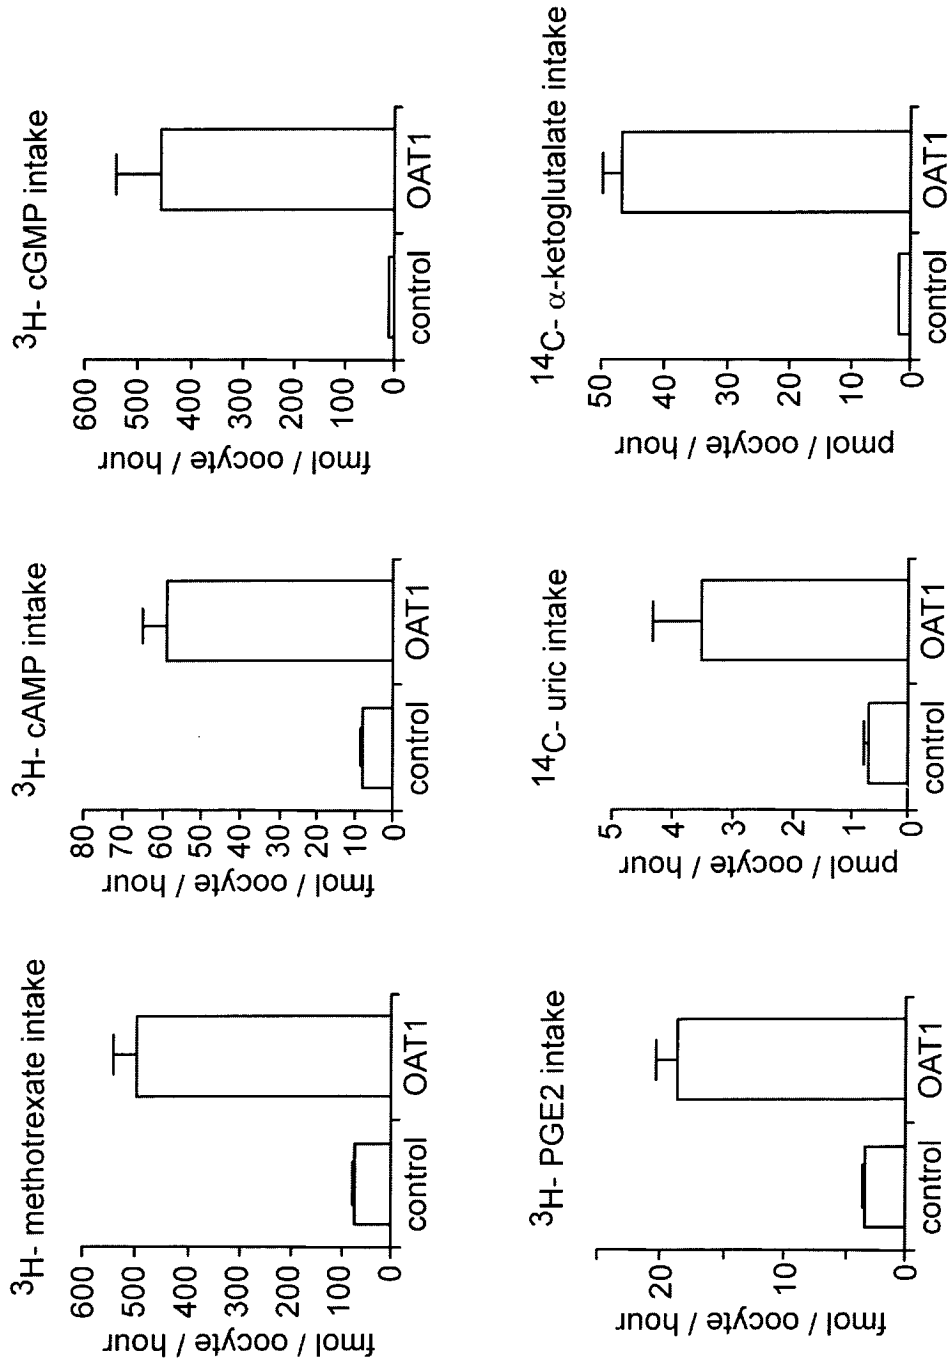 3H- methotrexate intake
600
500
400
300
200
100
0
fmol / oocyte / hour
control
OAT1
3H- cAMP intake
80
70
60
50
40
30
20
10
0
fmol / oocyte / hour
control
OAT1
3H- cGMP intake
600
500
400
300
200
100
0
fmol / oocyte / hour
control
OAT1
3H- PGE2 intake
20
10
0
fmol / oocyte / hour
control
OAT1
14C- uric intake
5
4
3
2
1
0
pmol / oocyte / hour
control
OAT1
14C- α-ketoglutalate intake
50
40
30
20
10
0
pmol / oocyte / hour
control
OAT1